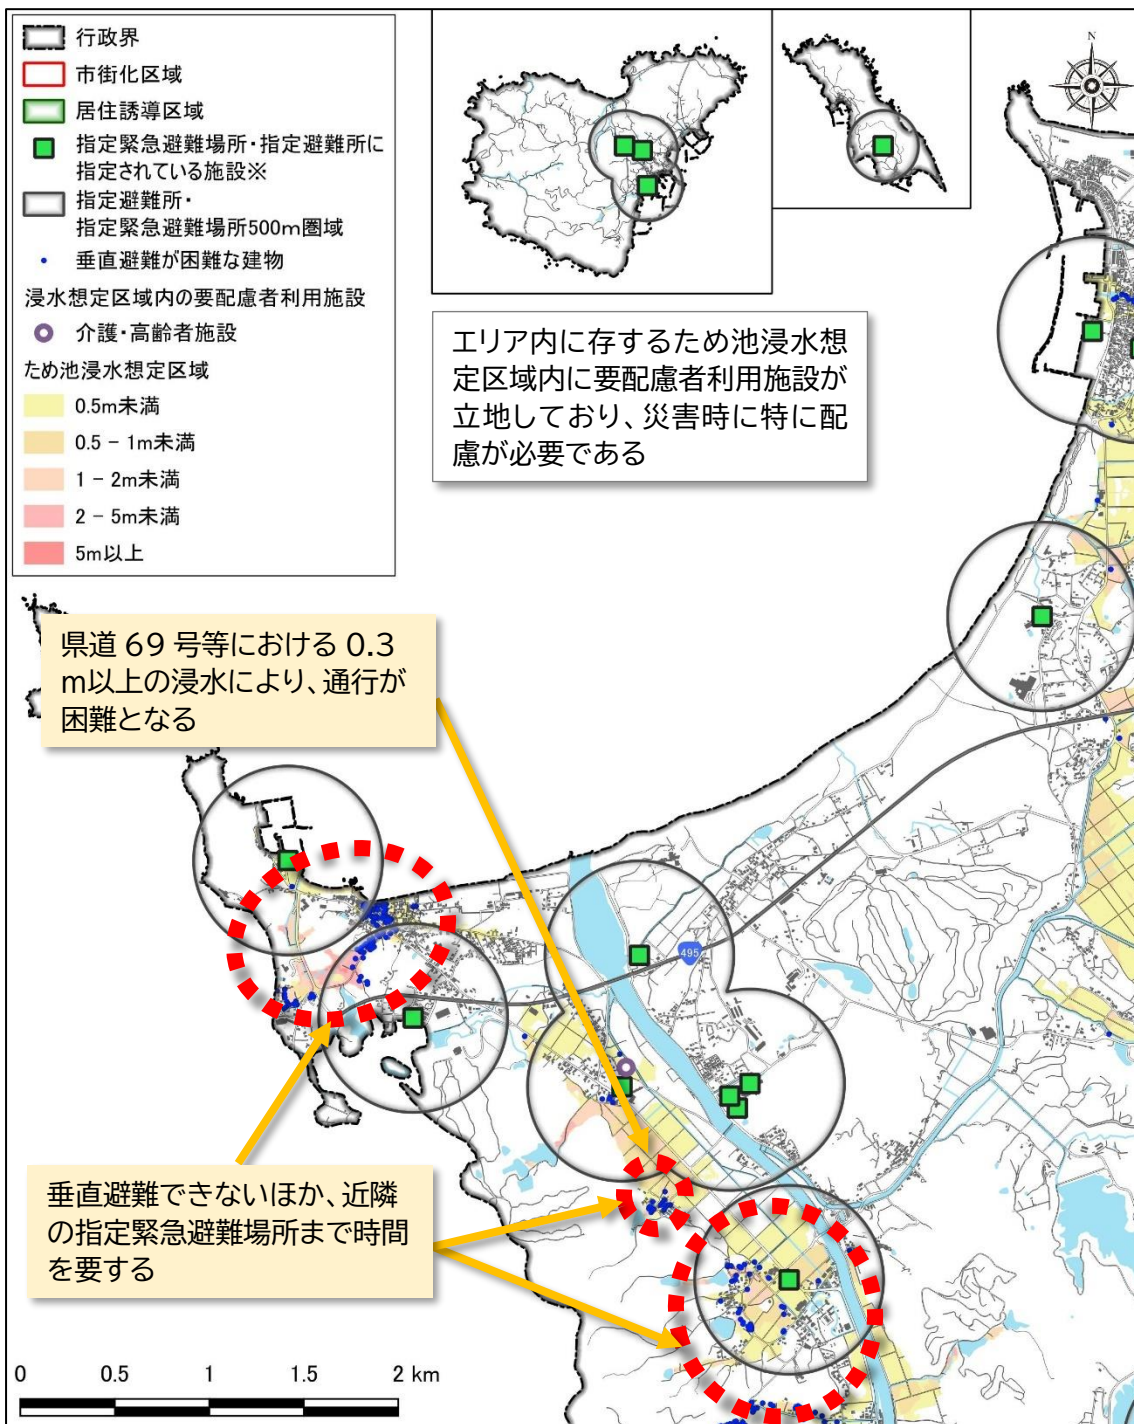 行政界
市街化区域
居住誘導区域
指定緊急避難場所・指定避難所に
指定されている施設※
指定避難所・
指定緊急避難場所500m圏域
垂直避難が困難な建物
浸水想定区域内の要配慮者利用施設
介護・高齢者施設
ため池浸水想定区域
0.5m未満
0.5 - 1m未満
1 - 2m未満
2 - 5m未満
5m以上
N
エリア内に存するため池浸水想
定区域内に要配慮者利用施設が
立地しており、災害時に特に配
慮が必要である
県道 69 号等における 0.3
m以上の浸水により、通行が
困難となる
495
垂直避難できないほか、近隣
の指定緊急避難場所まで時間
を要する
0 0.5 1 2 km